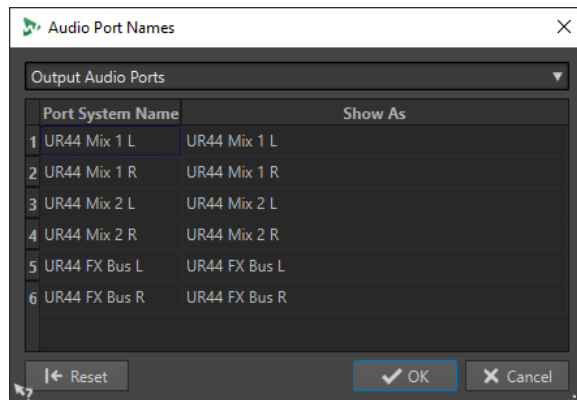 Audio Port Names
Output Audio Ports
Port System Name Show As
1 UR44 Mix 1 L UR44 Mix 1 L
2 UR44 Mix 1 R UR44 Mix 1 R
3 UR44 Mix 2 L UR44 Mix 2 L
4 UR44 Mix 2 R UR44 Mix 2 R
5 UR44 FX Bus L UR44 FX Bus L
6 UR44 FX Bus R UR44 FX Bus R
Reset OK Cancel
?